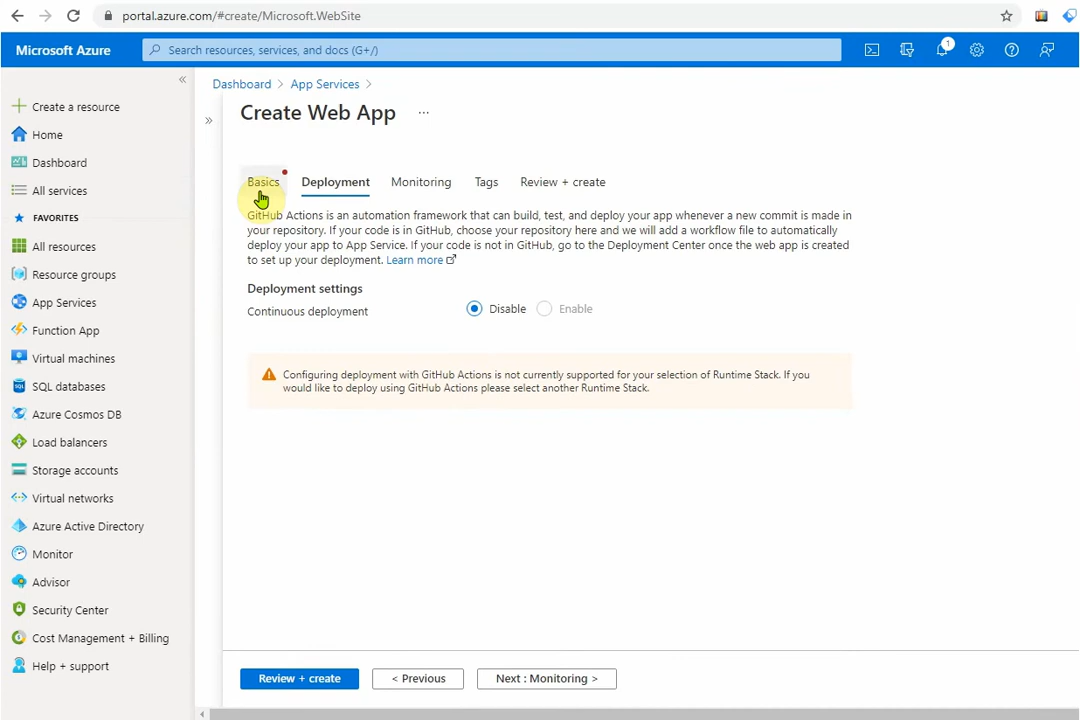 portal.azure.com/#create/Microsoft.WebSite
Microsoft Azure
Search resources, services, and docs (G+/)
1
«
Create a resource
Home
Dashboard
All services
FAVORITES
All resources
Resource groups
App Services
Function App
Virtual machines
SQL databases
Azure Cosmos DB
Load balancers
Storage accounts
Virtual networks
Azure Active Directory
Monitor
Advisor
Security Center
Cost Management + Billing
Help + support
Dashboard > App Services >
»
Create Web App ...
Basics Deployment Monitoring Tags Review + create
GitHub Actions is an automation framework that can build, test, and deploy your app whenever a new commit is made in
your repository. If your code is in GitHub, choose your repository here and we will add a workflow file to automatically
deploy your app to App Service. If your code is not in GitHub, go to the Deployment Center once the web app is created
to set up your deployment. Learn more
Deployment settings
Continuous deployment Disable Enable
Configuring deployment with GitHub Actions is not currently supported for your selection of Runtime Stack. If you
would like to deploy using GitHub Actions please select another Runtime Stack.
Review + create < Previous Next : Monitoring >